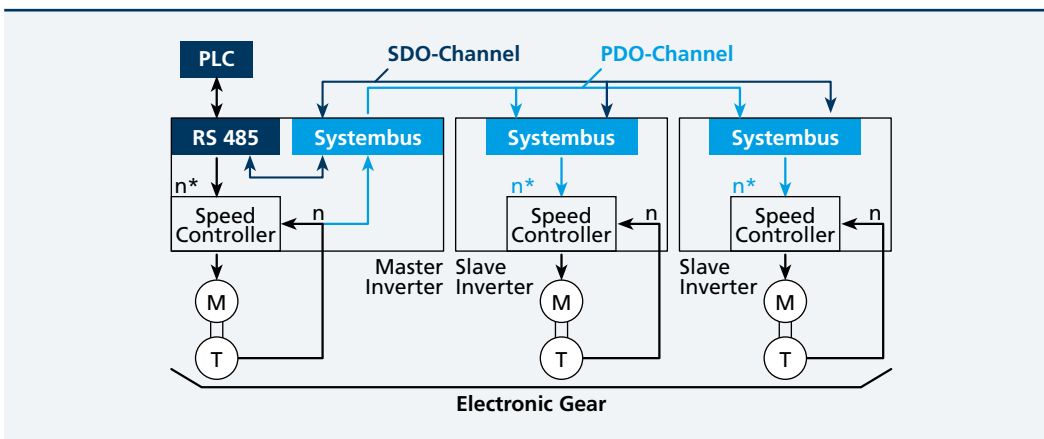 PLC
SDO-Channel
PDO-Channel
RS 485
Systembus
Systembus
Systembus
n*
n*
n*
Speed
Controller
n
Speed
Controller
n
Speed
Controller
n
Master
Inverter
Slave
Inverter
Slave
Inverter
M
M
M
T
T
T
Electronic Gear